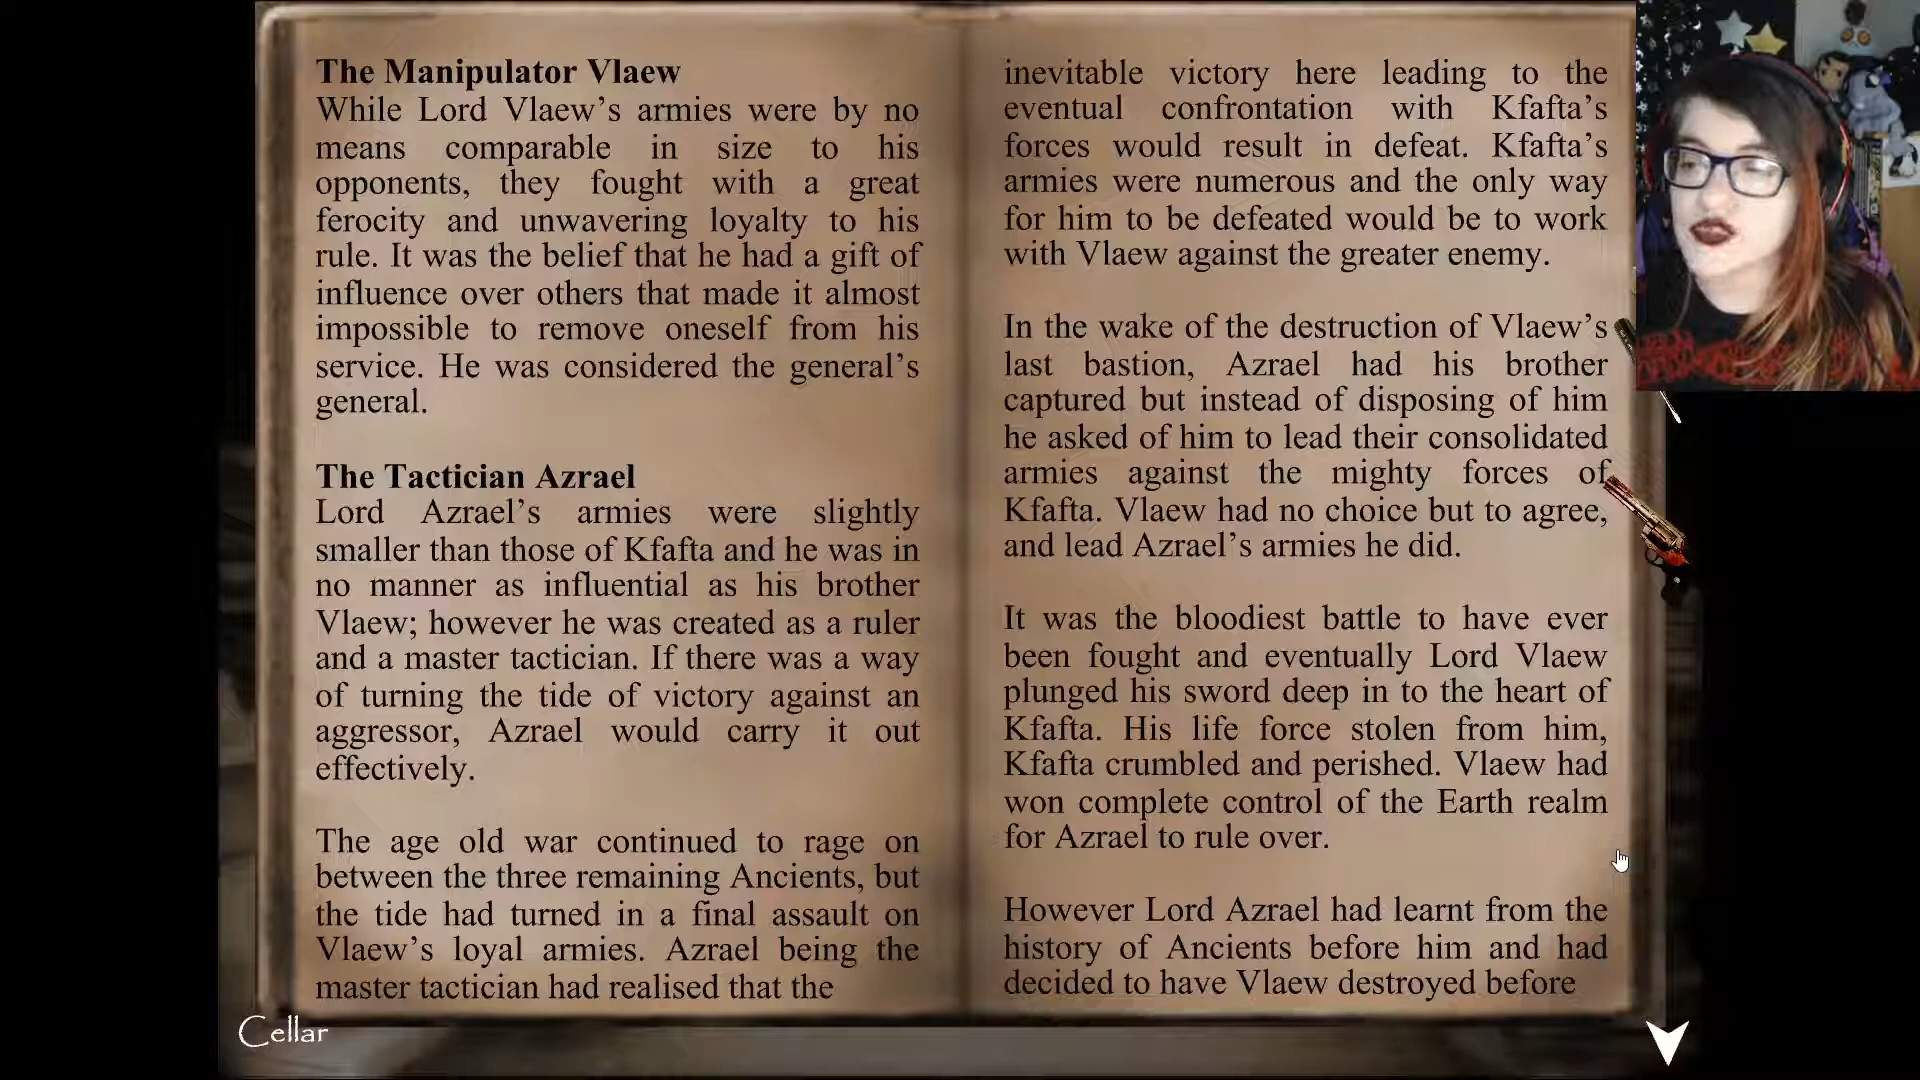 The Manipulator Vlaew
While Lord Vlaew’s armies were by no
means comparable in size to his
opponents, they fought with a great
ferocity and unwavering loyalty to his
rule. It was the belief that he had a gift of
influence over others that made it almost
impossible to remove oneself from his
service. He was considered the general’s
general.
The Tactician Azrael
Lord Azrael’s armies were slightly
smaller than those of Kfafta and he was in
no manner as influential as his brother
Vlaew; however he was created as a ruler
and a master tactician. If there was a way
of turning the tide of victory against an
aggressor, Azrael would carry it out
effectively.
The age old war continued to rage on
between the three remaining Ancients, but
the tide had turned in a final assault on
Vlaew’s loyal armies. Azrael being the
master tactician had realised that the
inevitable victory here leading to the
eventual confrontation with Kfafta’s
forces would result in defeat. Kfafta’s
armies were numerous and the only way
for him to be defeated would be to work
with Vlaew against the greater enemy.
In the wake of the destruction of Vlaew’s
last bastion, Azrael had his brother
captured but instead of disposing of him
he asked of him to lead their consolidated
armies against the mighty forces of
Kfafta. Vlaew had no choice but to agree,
and lead Azrael’s armies he did.
It was the bloodiest battle to have ever
been fought and eventually Lord Vlaew
plunged his sword deep in to the heart of
Kfafta. His life force stolen from him,
Kfafta crumbled and perished. Vlaew had
won complete control of the Earth realm
for Azrael to rule over.
However Lord Azrael had learnt from the
history of Ancients before him and had
decided to have Vlaew destroyed before
Cellar